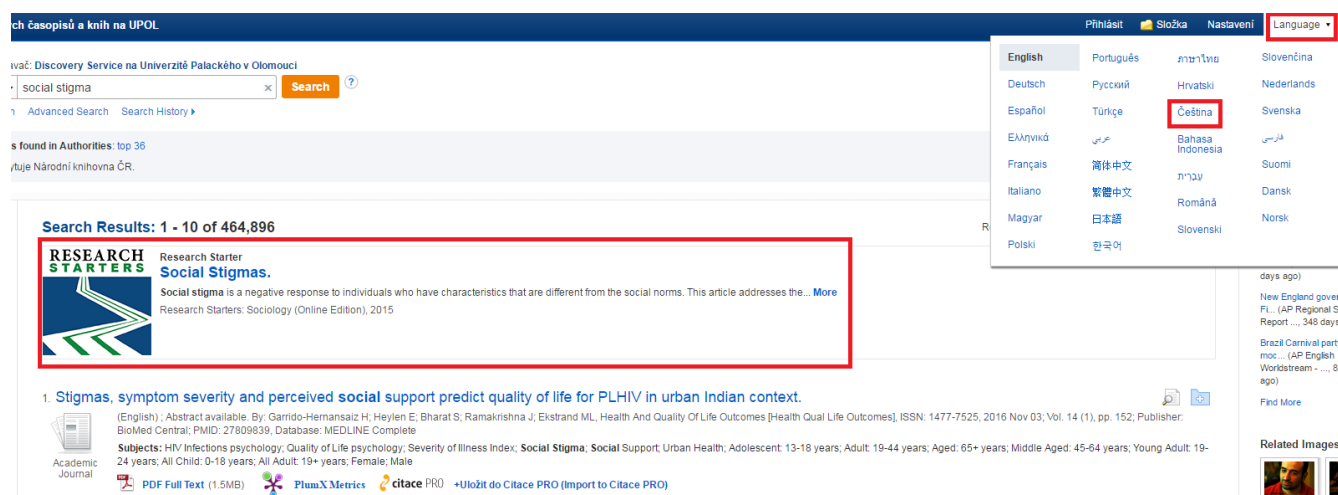 ch časopisů a knih na UPOL
Přihlásit Složka Nastavení Language
vač: Discovery Service na Univerzitě Palackého v Olomouci
social stigma × Search ?
Advanced Search Search History
s found in Authorities: top 36
ytuje Národní knihovna ČR.
English Português ภาษาไทย Slovenčina
Deutsch Русский Hrvatski Nederlands
Español Türkçe Čeština Svenska
Ελληνικά عربي Bahasa Indonesia فارسی
Français 简体中文 עברית Suomi
Italiano 繁體中文 Română Dansk
Magyar 日本語 Slovenski Norsk
Polski 한국어
Search Results: 1 - 10 of 464,896
RESEARCH
STARTERS
Research Starter
Social Stigmas.
Social stigma is a negative response to individuals who have characteristics that are different from the social norms. This article addresses the... More
Research Starters: Sociology (Online Edition), 2015
days ago)
New England gover
Fi... (AP Regional S
Report ..., 348 days
Brazil Carnival part
moc... (AP English
Worldstream - ..., 8
ago)
Find More
Related Images
1. Stigmas, symptom severity and perceived social support predict quality of life for PLHIV in urban Indian context.
(English) ; Abstract available. By: Garrido-Hernansaiz H; Heylen E; Bharat S; Ramakrishna J; Ekstrand ML, Health And Quality Of Life Outcomes [Health Qual Life Outcomes], ISSN: 1477-7525, 2016 Nov 03; Vol. 14
(1), pp. 152; Publisher:
BioMed Central; PMID: 27809839, Database: MEDLINE Complete
Subjects: HIV Infections psychology; Quality of Life psychology; Severity of Illness Index; Social Stigma; Social Support; Urban Health; Adolescent: 13-18 years; Adult: 19-44 years; Aged: 65+ years; Middle Aged: 45-64 years; Young Adult: 19-
24 years; All Child: 0-18 years; All Adult: 19+ years; Female; Male
Academic
Journal
PDF Full Text (1.5MB) PlumX Metrics citace PRO +Uložit do Citace PRO (Import to Citace PRO)